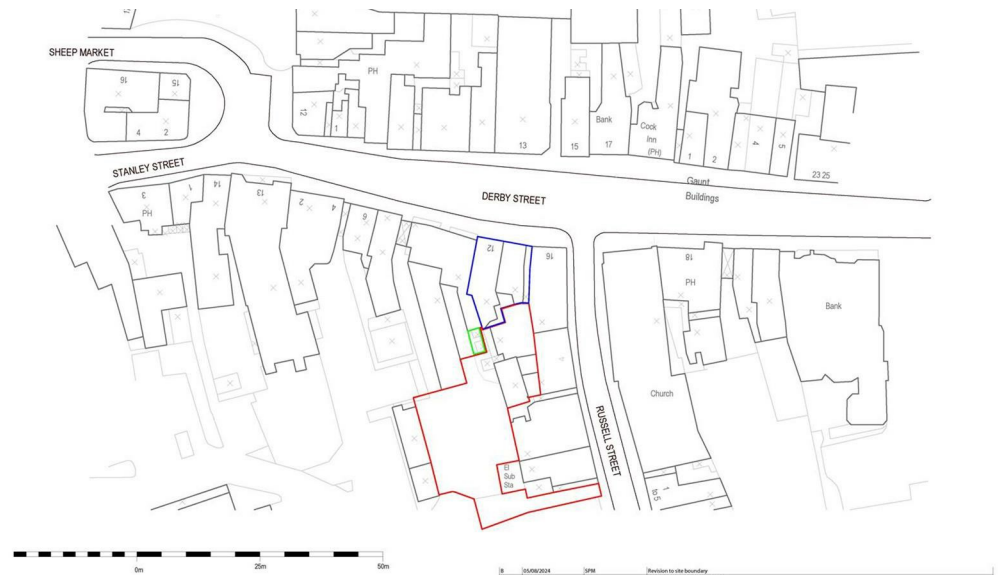 SHEEP MARKET
16
15
4
2
PH
12
1
13
15
Bank
17
Cock
Inn
(PH)
1
2
4
5
23 25
STANLEY STREET
DERBY STREET
Gaunt
Buildings
3
PH
1
14
13
2
4
6
12
16
18
PH
Bank
Church
RUSSELL STREET
El
Sub
Sta
1
to 5
0m
25m
50m
B 05/08/2024 SPM Revision to site boundary